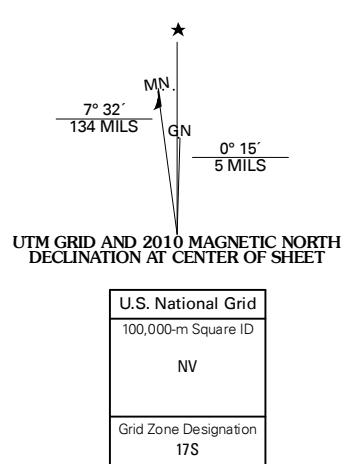 MN
7° 32´
134 MILS
GN
0° 15´
5 MILS
UTM GRID AND 2010 MAGNETIC NORTH
DECLINATION AT CENTER OF SHEET
U.S. National Grid
100,000-m Square ID
NV
Grid Zone Designation
17S